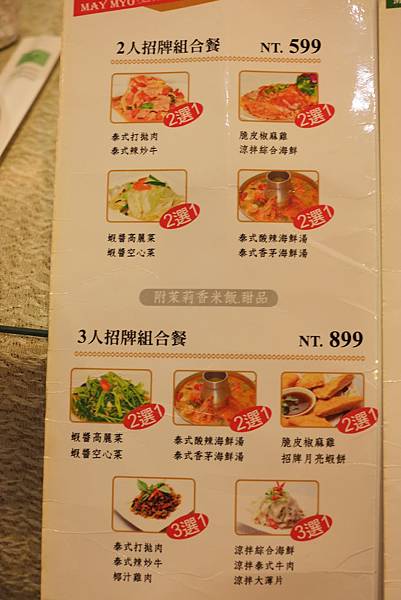 MAY MYO
2人招牌組合餐 NT. 599
2選1
2選1
泰式打拋肉
泰式辣炒牛
脆皮椒麻雞
涼拌綜合海鮮
2選1
2選1
蝦醬高麗菜
蝦醬空心菜
泰式酸辣海鮮湯
泰式香茅海鮮湯
附茉莉香米飯.甜品
3人招牌組合餐 NT. 899
2選1
2選1
2選1
蝦醬高麗菜
蝦醬空心菜
泰式酸辣海鮮湯
泰式香茅海鮮湯
脆皮椒麻雞
招牌月亮蝦餅
3選1
3選1
泰式打拋肉
泰式辣炒牛
椰汁雞肉
涼拌綜合海鮮
涼拌泰式牛肉
涼拌大薄片